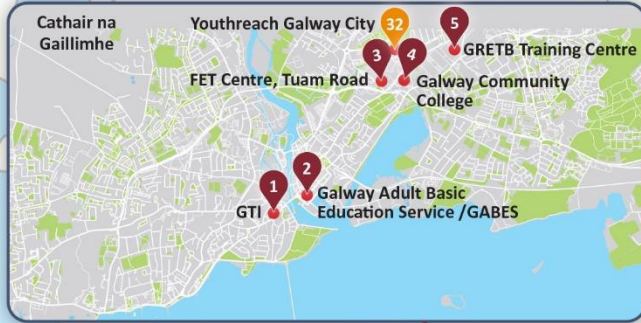 Cathair na
Gaillimhe
Youthreach Galway City
32
5
GRETB Training Centre
3
4
FET Centre, Tuam Road
Galway Community
College
1
2
GTI
Galway Adult Basic
Education Service /GABES